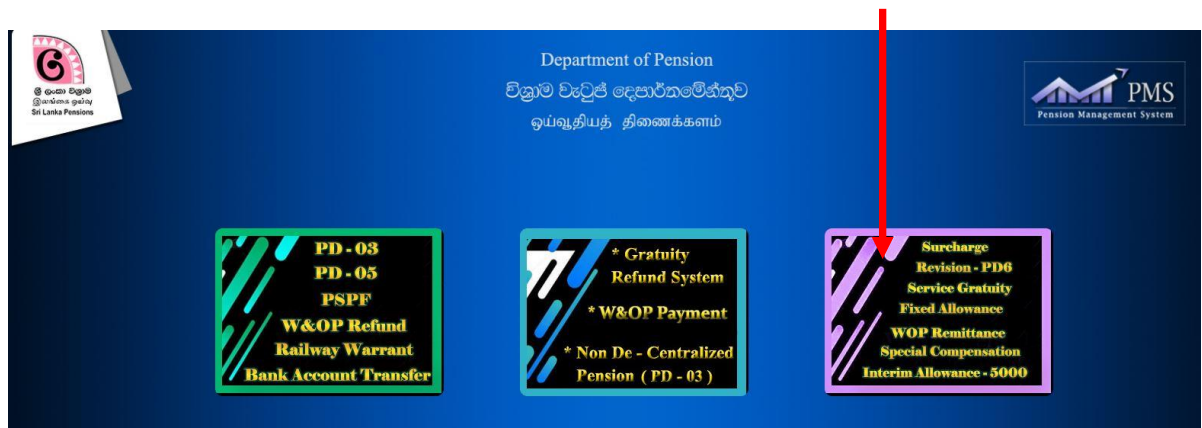 ශ්‍රී ලංකා විශ්‍රාම
இலங்கை ஓய்வு
Sri Lanka Pensions
Department of Pension
විශ්‍රාම වැටුප් දෙපාර්තමේන්තුව
ஓய்வூதியத் திணைக்களம்
PMS
Pension Management System
PD - 03
PD - 05
PSPF
W&OP Refund
Railway Warrant
Bank Account Transfer
* Gratuity
Refund System
* W&OP Payment
* Non De - Centralized
Pension ( PD - 03 )
Surcharge
Revision - PD6
Service Gratuity
Fixed Allowance
WOP Remittance
Special Compensation
Interim Allowance - 5000